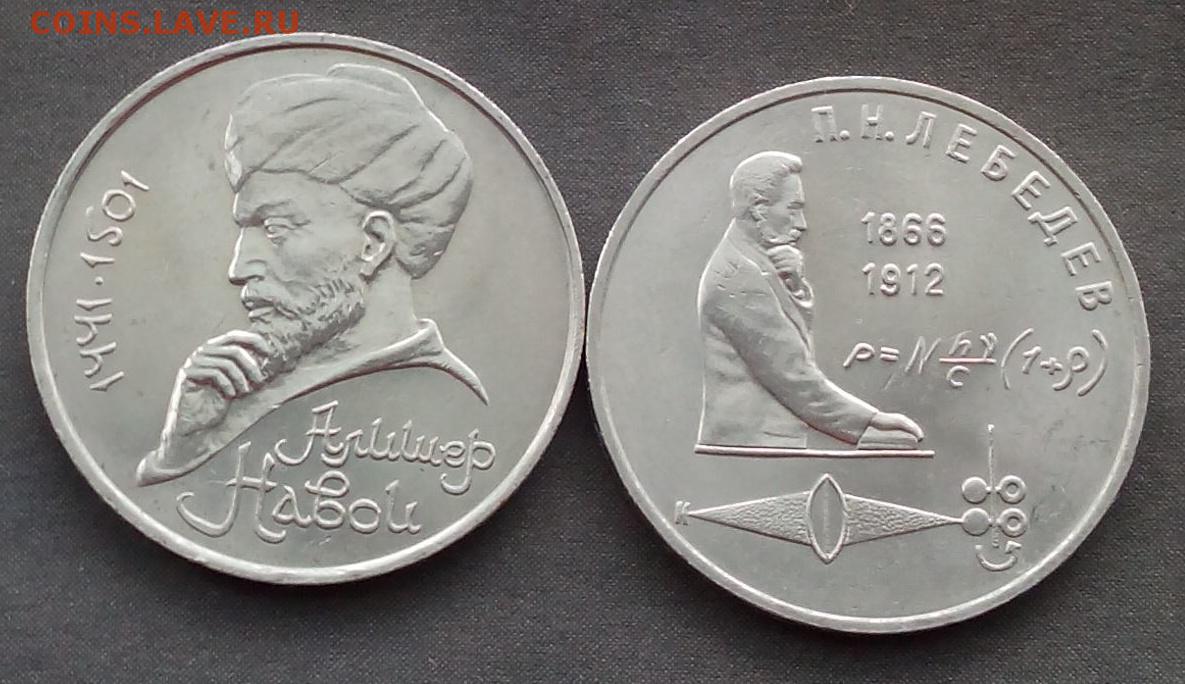 COINS.LAVE.RU
1441·1501
Алишер
Навои
П.Н.ЛЕБЕДЕВ
1866
1912
p=N hν/c (1+ρ)
К